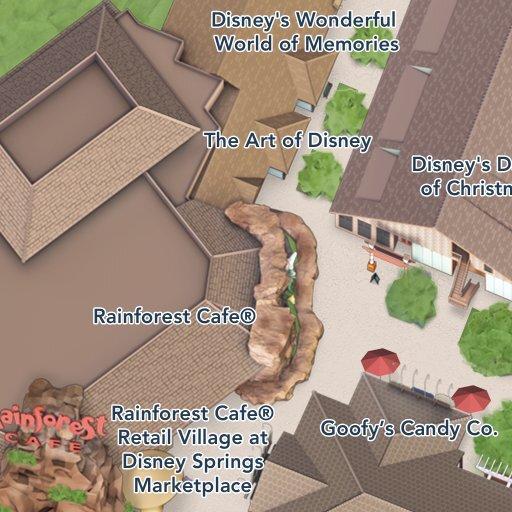 Disney's Wonderful
World of Memories
The Art of Disney
Disney's D
of Christm
Rainforest Cafe®
ainforest
CAFE
Rainforest Cafe®
Retail Village at
Disney Springs
Marketplace
Goofy's Candy Co.